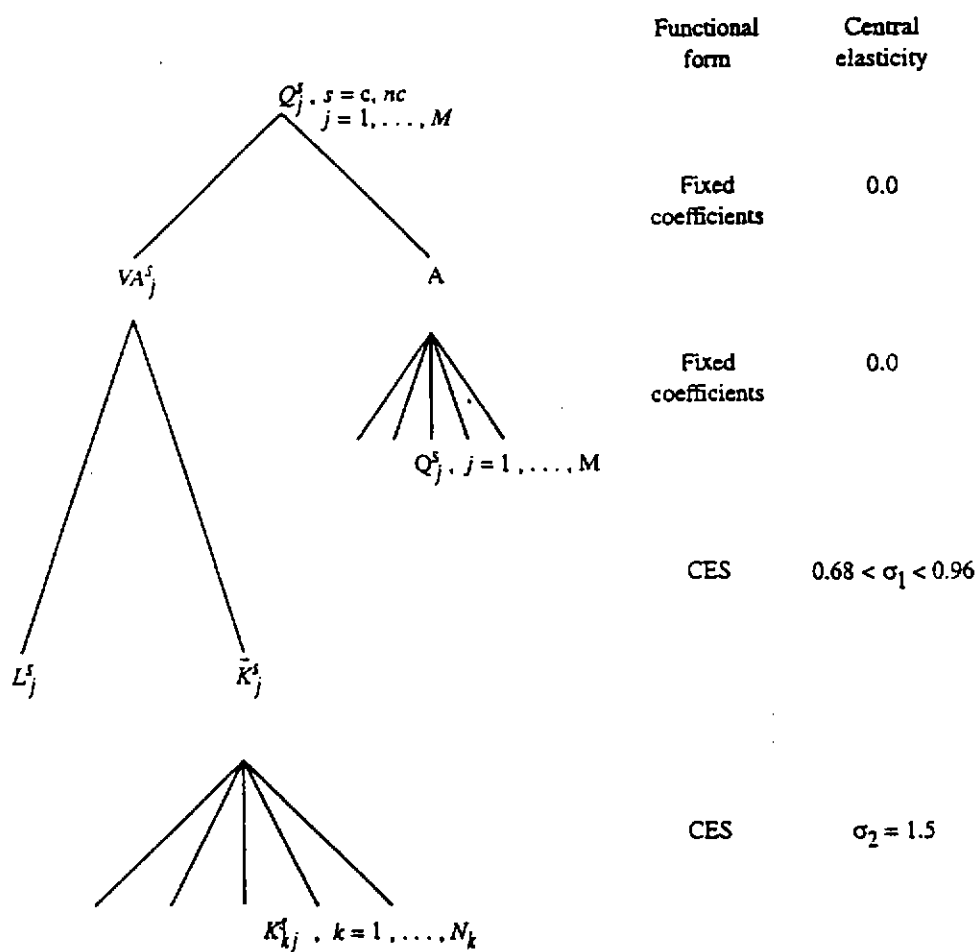 Functional form
Central elasticity
Q^s_j, s = c, nc
j = 1, . . . , M
Fixed coefficients
0.0
VA^s_j
A
Fixed coefficients
0.0
Q^s_j, j = 1 , . . . , M
CES
0.68 < σ_1 < 0.96
L^s_j
K̄^s_j
CES
σ_2 = 1.5
K^s_kj , k = 1 , . . . , N_k